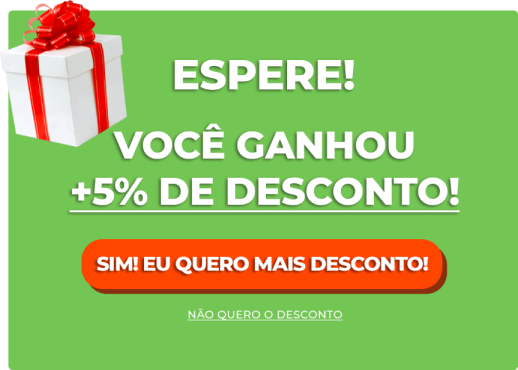 ESPERE!
VOCÊ GANHOU
+5% DE DESCONTO!
SIM! EU QUERO MAIS DESCONTO!
NÃO QUERO O DESCONTO